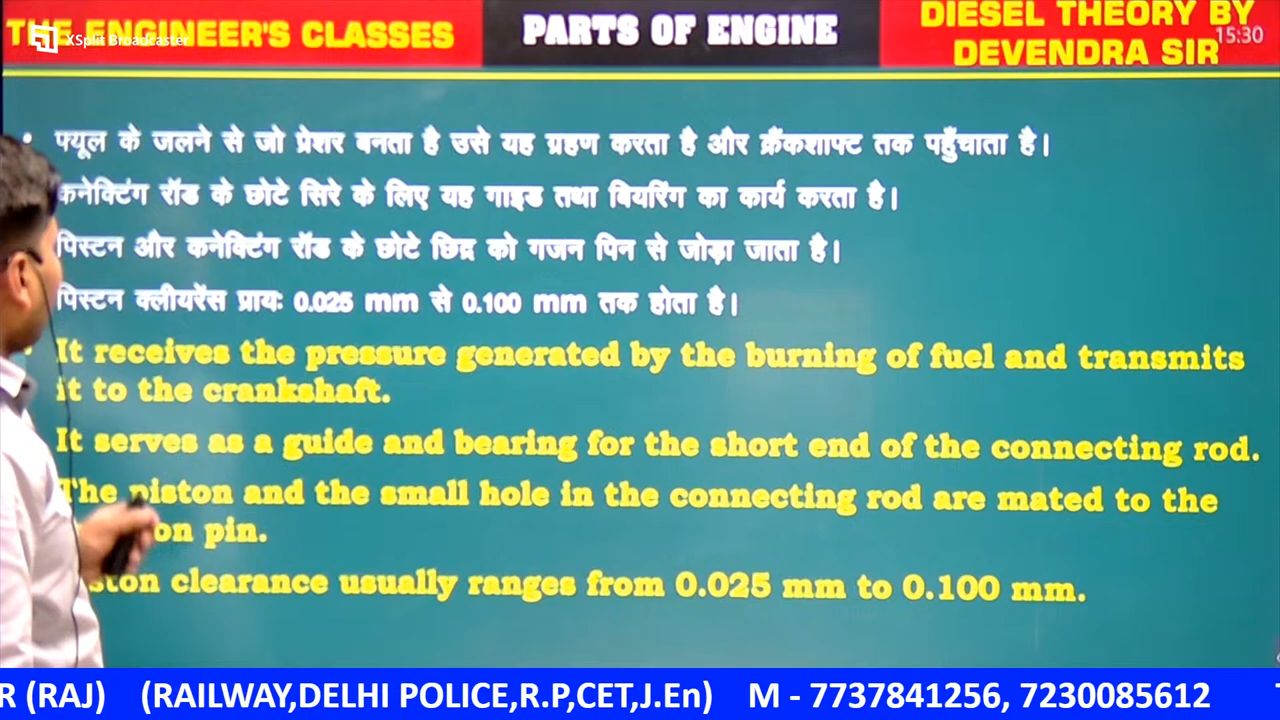 THE ENGINEER'S CLASSES
XSplit Broadcaster
PARTS OF ENGINE
DIESEL THEORY BY
DEVENDRA SIR
15:30
फ्यूल के जलने से जो प्रेशर बनता है उसे यह ग्रहण करता है और क्रैंकशाफ्ट तक पहुँचाता है।
कनेक्टिंग रॉड के छोटे सिरे के लिए यह गाइड तथा बियरिंग का कार्य करता है।
पिस्टन और कनेक्टिंग रॉड के छोटे छिद्र को गजन पिन से जोड़ा जाता है।
पिस्टन क्लीयरेंस प्रायः 0.025 mm से 0.100 mm तक होता है।
It receives the pressure generated by the burning of fuel and transmits
it to the crankshaft.
It serves as a guide and bearing for the short end of the connecting rod.
The piston and the small hole in the connecting rod are mated to the
on pin.
ston clearance usually ranges from 0.025 mm to 0.100 mm.
R (RAJ) (RAILWAY,DELHI POLICE,R.P,CET,J.En) M - 7737841256, 7230085612